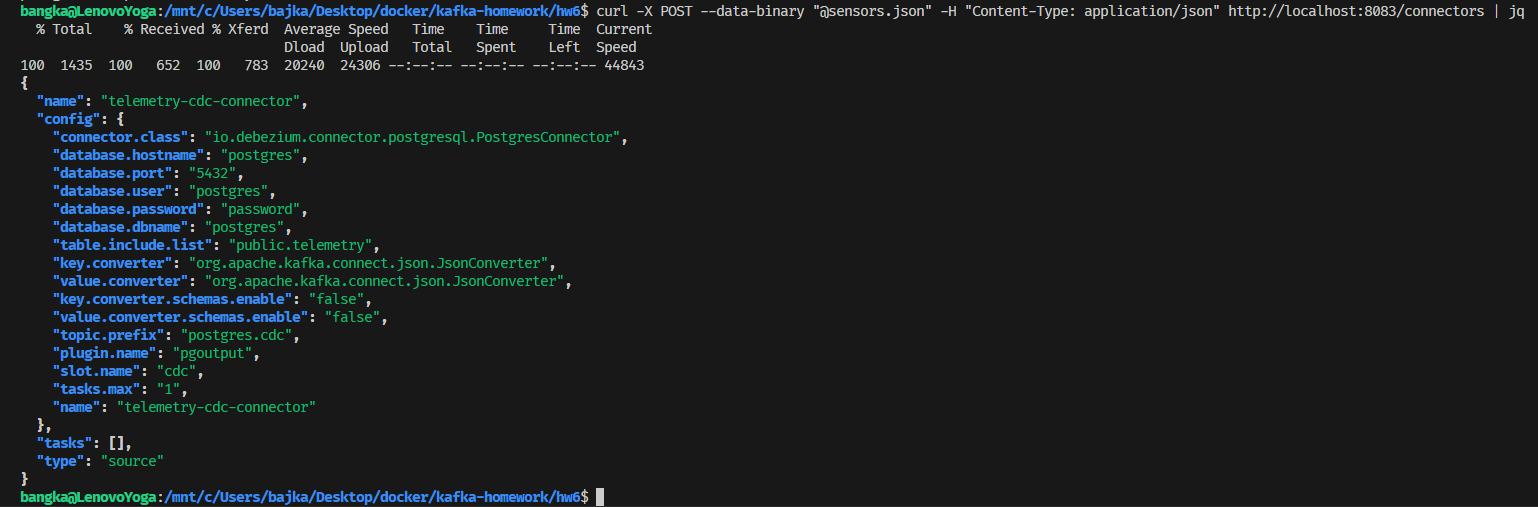 bangka@LenovoYoga:/mnt/c/Users/bajka/Desktop/docker/kafka-homework/hw6$ curl -X POST --data-binary "@sensors.json" -H "Content-Type: application/json" http://localhost:8083/connectors | jq
  % Total    % Received % Xferd  Average Speed   Time    Time     Time  Current
                                 Dload  Upload   Total   Spent    Left  Speed
100  1435  100   652  100   783  20240  24306 --:--:-- --:--:-- --:--:-- 44843
{
  "name": "telemetry-cdc-connector",
  "config": {
    "connector.class": "io.debezium.connector.postgresql.PostgresConnector",
    "database.hostname": "postgres",
    "database.port": "5432",
    "database.user": "postgres",
    "database.password": "password",
    "database.dbname": "postgres",
    "table.include.list": "public.telemetry",
    "key.converter": "org.apache.kafka.connect.json.JsonConverter",
    "value.converter": "org.apache.kafka.connect.json.JsonConverter",
    "key.converter.schemas.enable": "false",
    "value.converter.schemas.enable": "false",
    "topic.prefix": "postgres.cdc",
    "plugin.name": "pgoutput",
    "slot.name": "cdc",
    "tasks.max": "1",
    "name": "telemetry-cdc-connector"
  },
  "tasks": [],
  "type": "source"
}
bangka@LenovoYoga:/mnt/c/Users/bajka/Desktop/docker/kafka-homework/hw6$